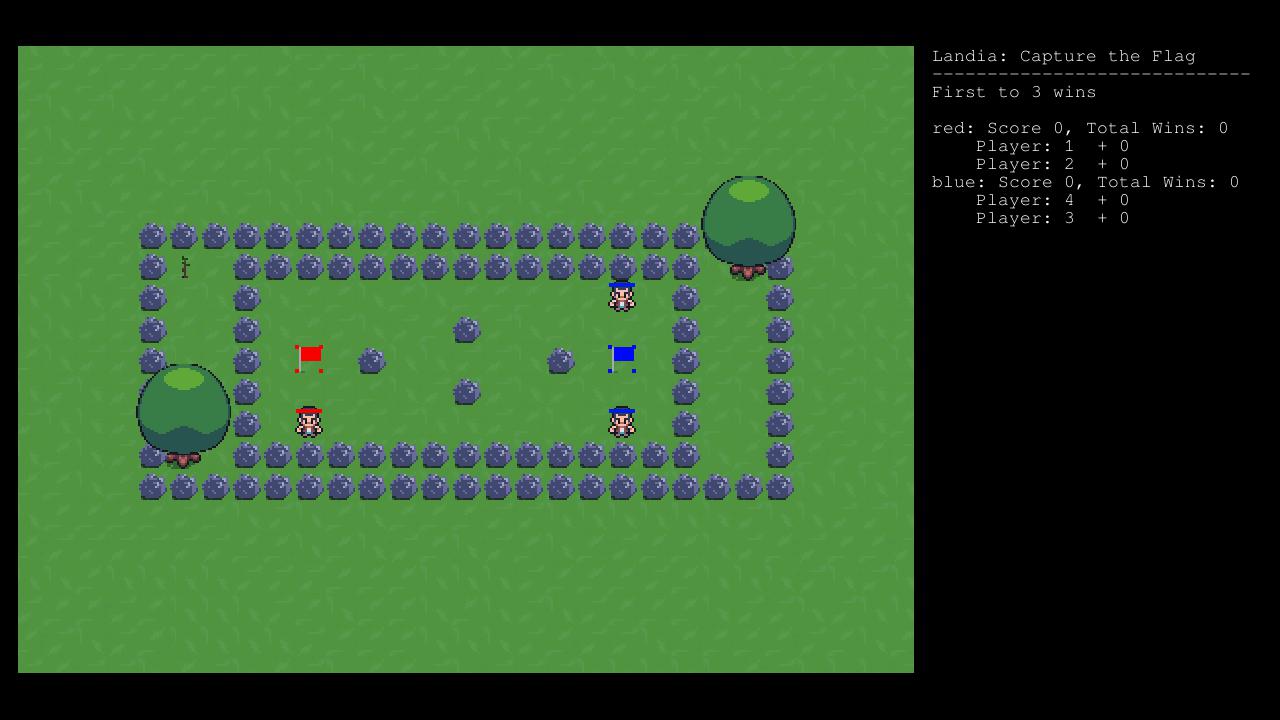 Landia: Capture the Flag
-----------------------------
First to 3 wins
red: Score 0, Total Wins: 0
Player: 1 + 0
Player: 2 + 0
blue: Score 0, Total Wins: 0
Player: 4 + 0
Player: 3 + 0